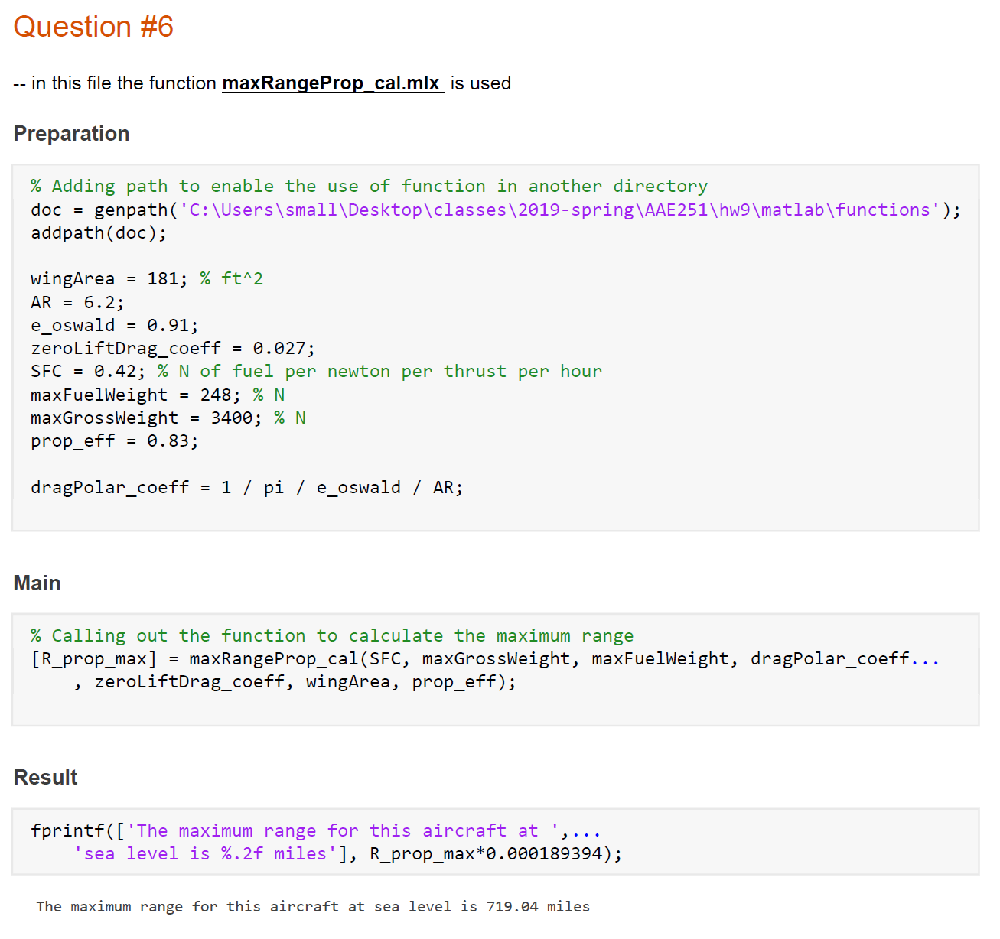 Question #6
-- in this file the function maxRangeProp_cal.mlx is used
Preparation
% Adding path to enable the use of function in another directory
doc = genpath('C:\Users\small\Desktop\classes\2019-spring\AAE251\hw9\matlab\functions');
addpath(doc);
wingArea = 181; % ft^2
AR = 6.2;
e_oswald = 0.91;
zeroLiftDrag_coeff = 0.027;
SFC = 0.42; % N of fuel per newton per thrust per hour
maxFuelWeight = 248; % N
maxGrossWeight = 3400; % N
prop_eff = 0.83;
dragPolar_coeff = 1 / pi / e_oswald / AR;
Main
% Calling out the function to calculate the maximum range
[R_prop_max] = maxRangeProp_cal(SFC, maxGrossWeight, maxFuelWeight, dragPolar_coeff...
, zeroLiftDrag_coeff, wingArea, prop_eff);
Result
fprintf(['The maximum range for this aircraft at ',...
'sea level is %.2f miles'], R_prop_max*0.000189394);
The maximum range for this aircraft at sea level is 719.04 miles